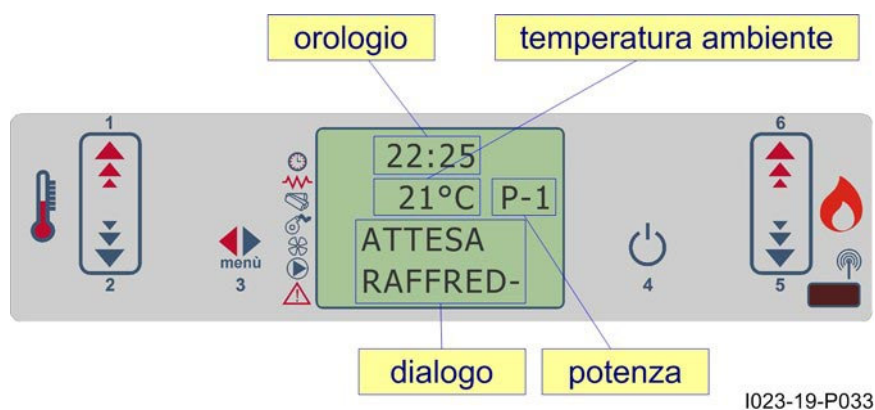 orologio
temperatura ambiente
1
6
22:25
21°C P-1
ATTESA
RAFFRED-
menù
3
4
2
5
dialogo
potenza
I023-19-P033